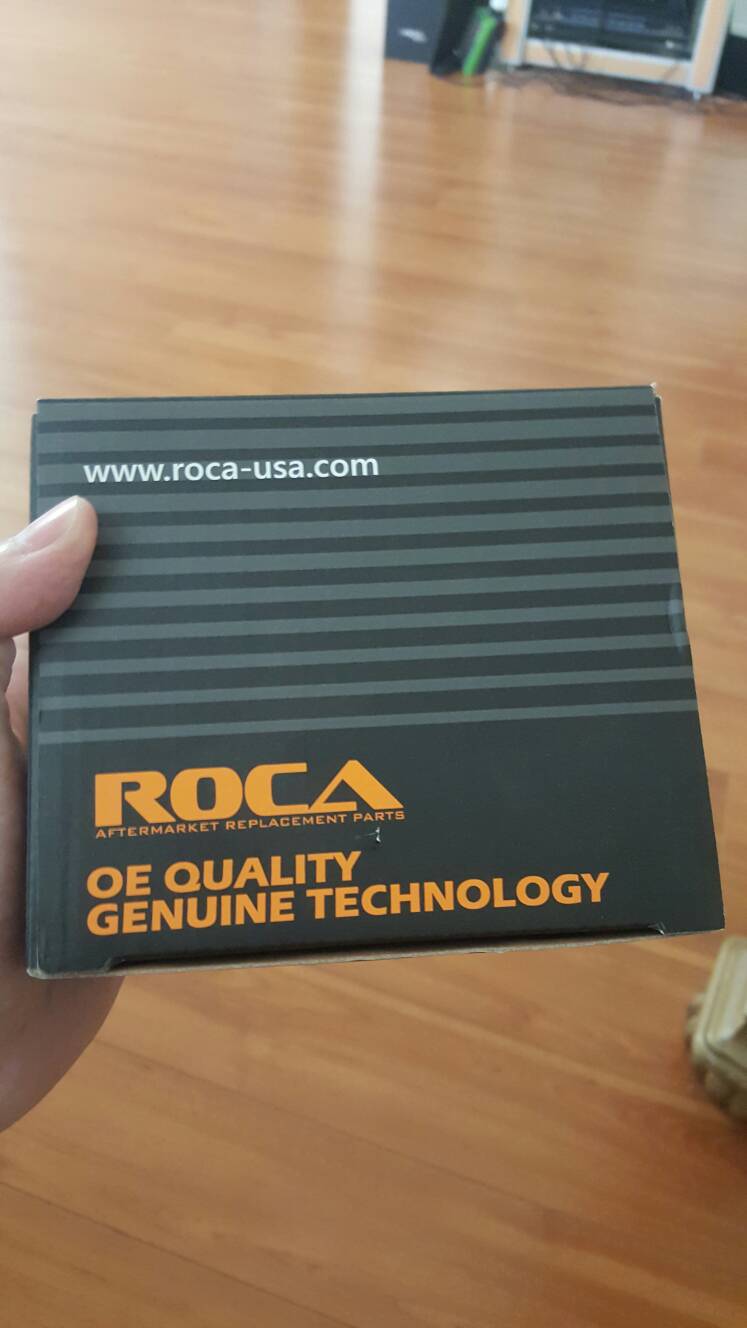 www.roca-usa.com
ROCA
AFTERMARKET REPLACEMENT PARTS
OE QUALITY
GENUINE TECHNOLOGY